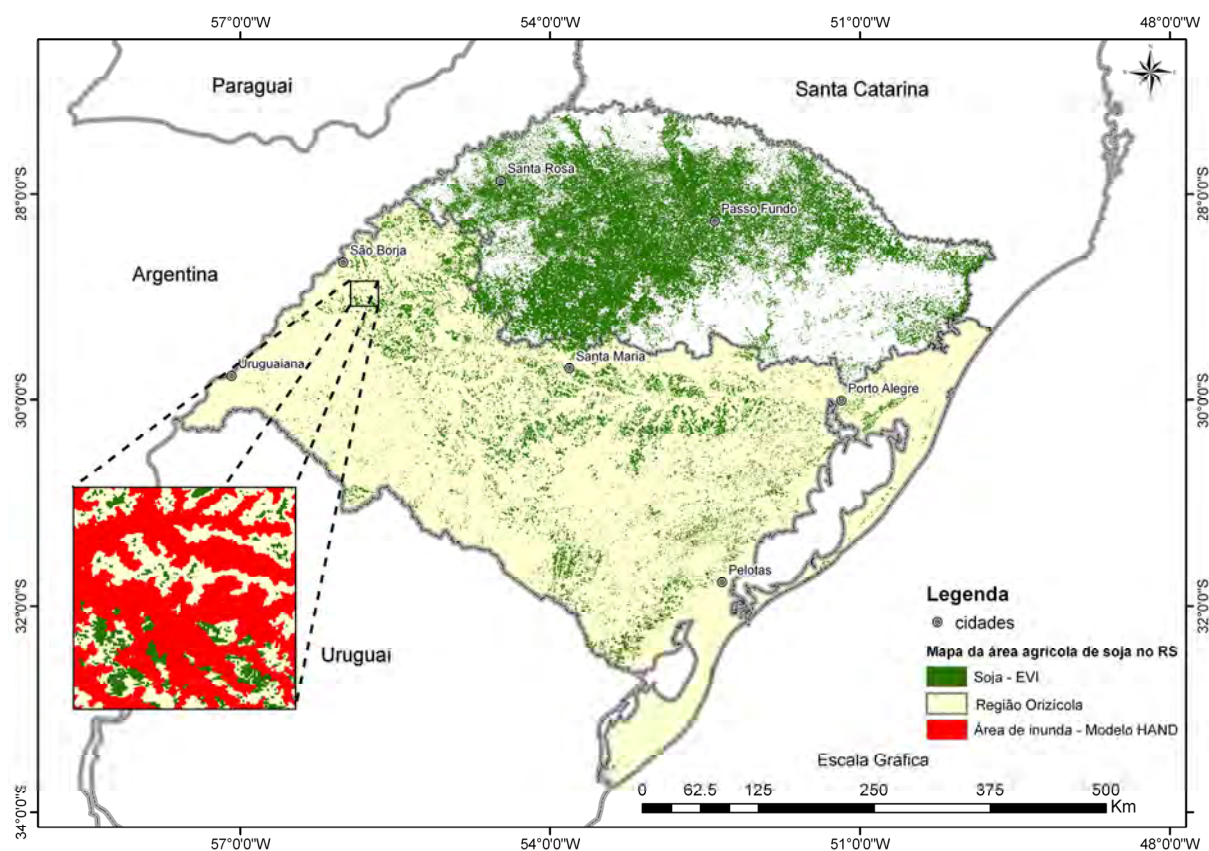 57°0'0"W 54°0'0"W 51°0'0"W 48°0'0"W
Paraguai
Santa Catarina
28°0'0"S
28°0'0"S
Santa Rosa
Passo Fundo
São Borja
Argentina
Uruguaiana
Santa Maria
Porto Alegre
30°0'0"S
30°0'0"S
Pelotas
32°0'0"S
32°0'0"S
Uruguai
Legenda
cidades
Mapa da área agrícola de soja no RS
Soja - EVI
Região Orizícola
Área de inunda - Modelo HAND
Escala Gráfica
0 62.5 125 250 375 500
Km
34°0'0"S
34°0'0"S
57°0'0"W 54°0'0"W 51°0'0"W 48°0'0"W